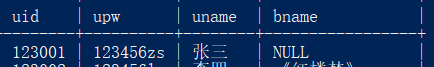 uid | upw | uname | bname |
123001 | 123456zs | 张三 | NULL |